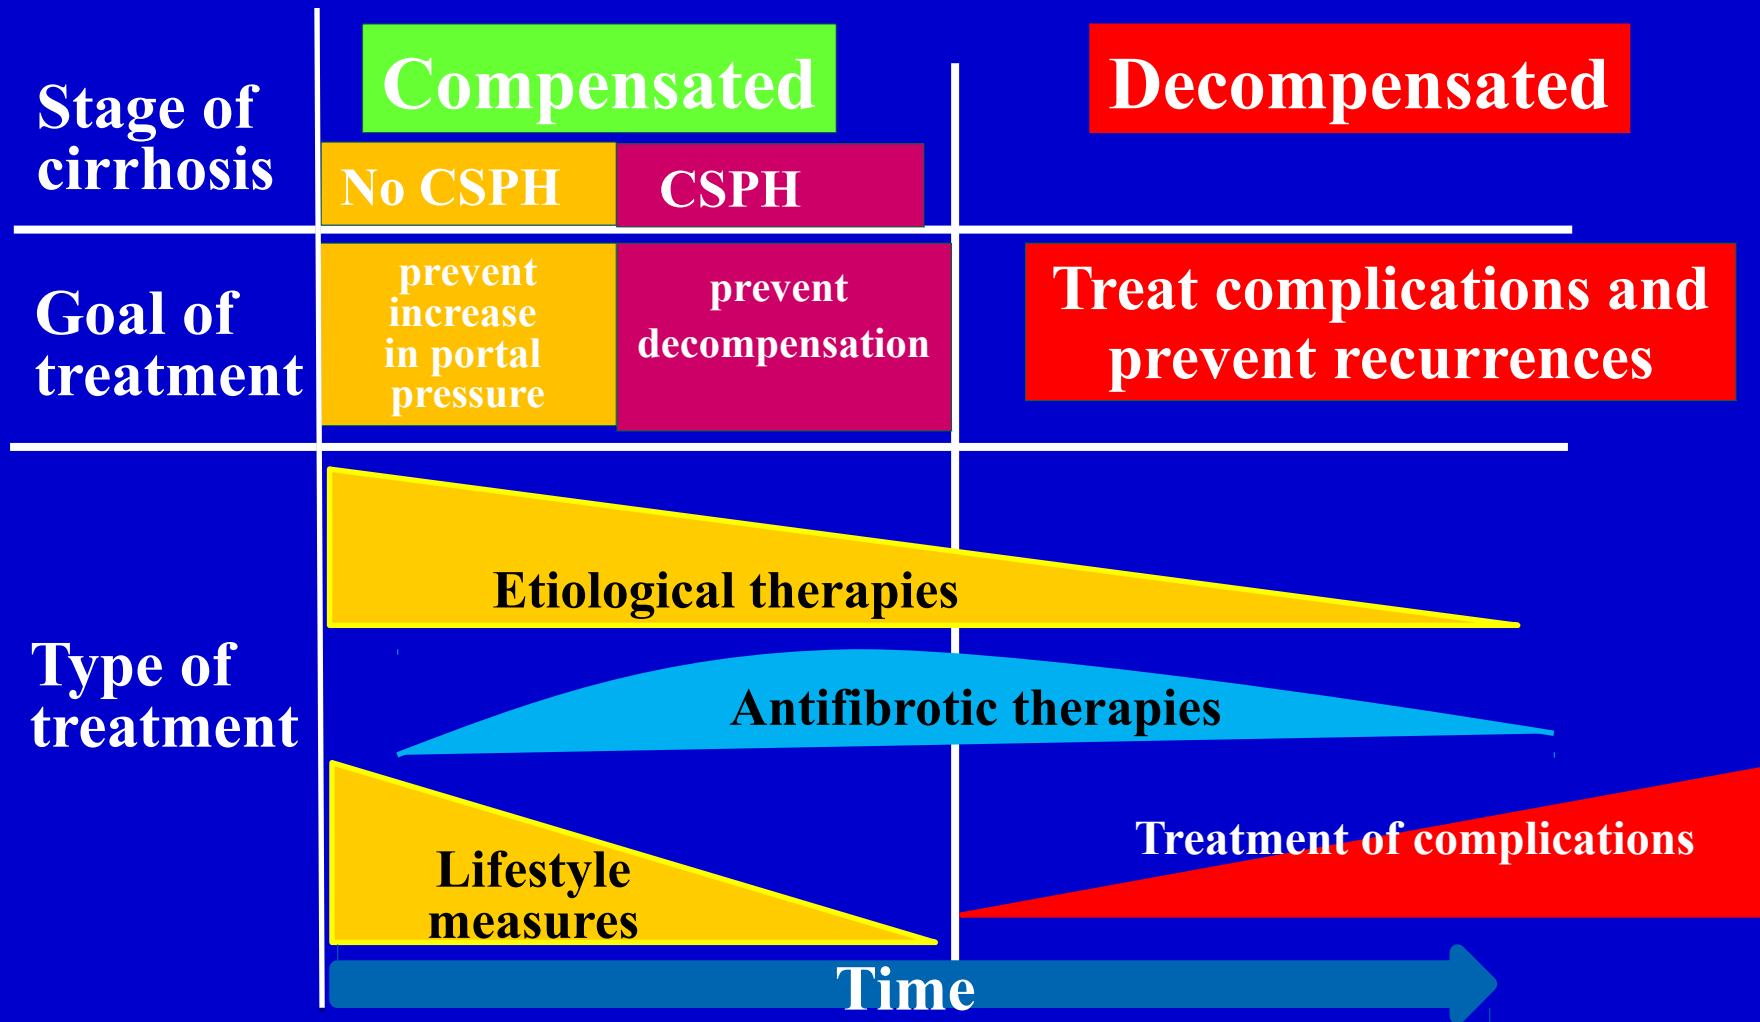 Compensated
Decompensated
Stage of
cirrhosis
No CSPH
CSPH
Goal of
treatment
prevent
increase
in portal
pressure
prevent
decompensation
Treat complications and
prevent recurrences
Type of
treatment
Etiological therapies
Antifibrotic therapies
Lifestyle
measures
Treatment of complications
Time